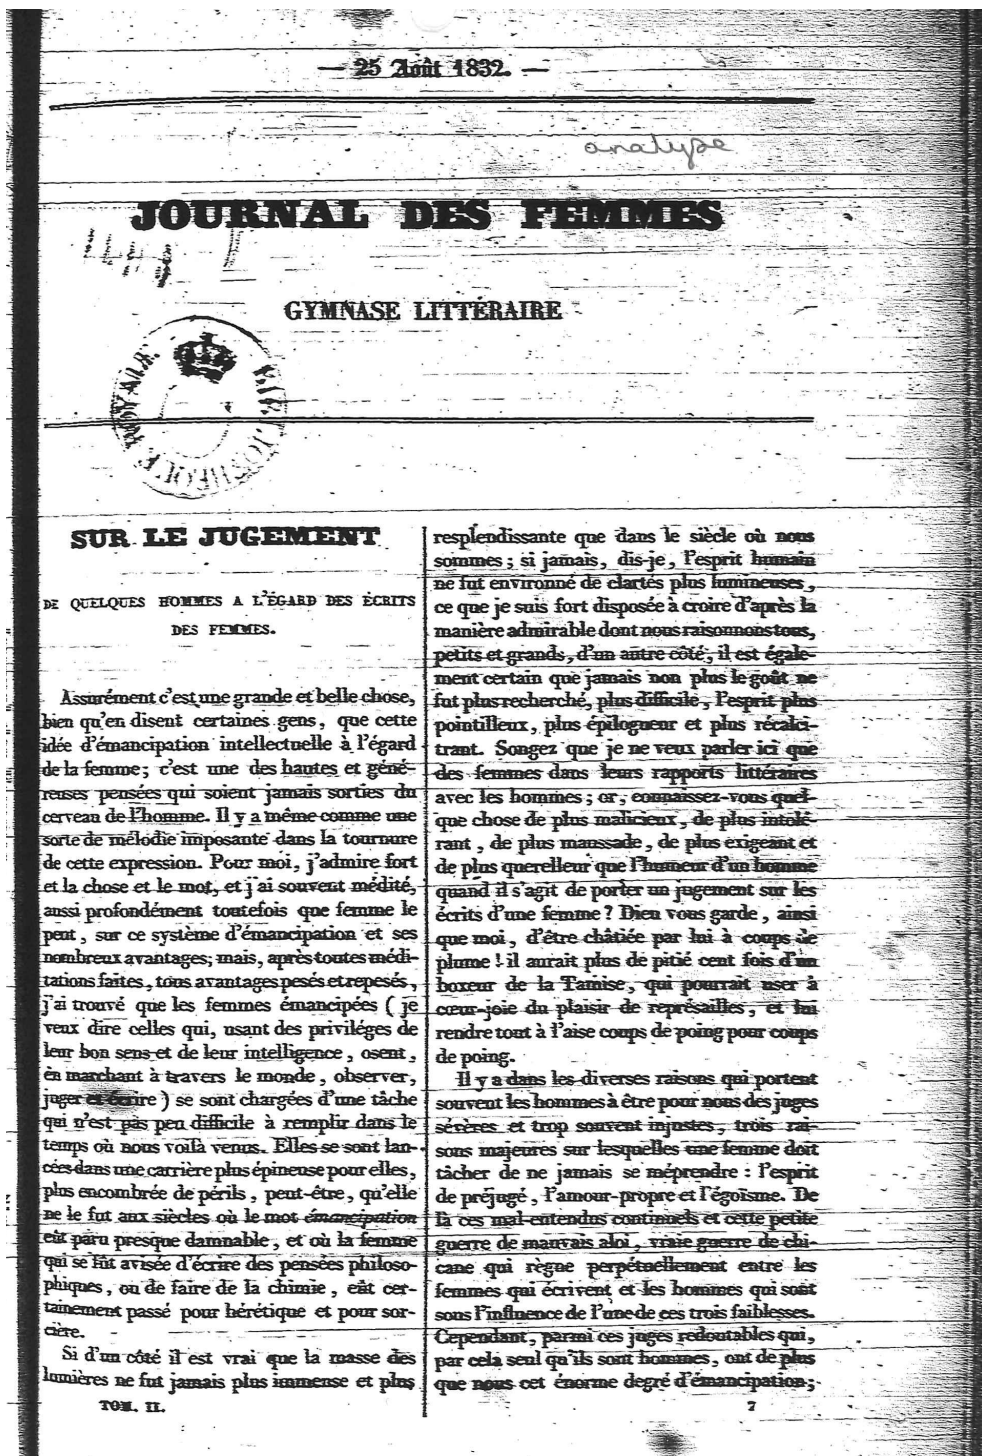 — 25 Août 1832. —
analyse
JOURNAL DES FEMMES
GYMNASE LITTÉRAIRE
SUR LE JUGEMENT
DE QUELQUES HOMMES A L'ÉGARD DES ÉCRITS
DES FEMMES.
Assurément c'est une grande et belle chose,
bien qu'en disent certaines gens, que cette
idée d'émancipation intellectuelle à l'égard
de la femme; c'est une des hautes et géné-
reuses pensées qui soient jamais sorties du
cerveau de l'homme. Il y a même comme une
sorte de mélodie imposante dans la tournure
de cette expression. Pour moi, j'admire fort
et la chose et le mot, et j'ai souvent médité,
aussi profondément toutefois que femme le
peut, sur ce système d'émancipation et ses
nombreux avantages; mais, après toutes médi-
tations faites, tous avantages pesés et repesés,
j'ai trouvé que les femmes émancipées (je
veux dire celles qui, usant des priviléges de
leur bon sens et de leur intelligence, osent,
en marchant à travers le monde, observer,
juger et écrire) se sont chargées d'une tâche
qui n'est pas peu difficile à remplir dans le
temps où nous voilà venus. Elles se sont lan-
cées dans une carrière plus épineuse pour elles,
plus encombrée de périls, peut-être, qu'elle
ne le fut aux siècles où le mot émancipation
eût paru presque damnable, et où la femme
qui se fût avisée d'écrire des pensées philoso-
phiques, ou de faire de la chimie, eût cer-
tainement passé pour hérétique et pour sor-
cière.
Si d'un côté il est vrai que la masse des
lumières ne fut jamais plus immense et plus
TOM. II.
resplendissante que dans le siècle où nous
sommes; si jamais, dis-je, l'esprit humain
ne fut environné de clartés plus lumineuses,
ce que je suis fort disposée à croire d'après la
manière admirable dont nous raisonnons tous,
petits et grands, d'un autre côté, il est égale-
ment certain que jamais non plus le goût ne
fut plus recherché, plus difficile, l'esprit plus
pointilleux, plus épilogueur et plus récalci-
trant. Songez que je ne veux parler ici que
des femmes dans leurs rapports littéraires
avec les hommes; or, connaissez-vous quel-
que chose de plus malicieux, de plus intolé-
rant, de plus maussade, de plus exigeant et
de plus querelleur que l'humeur d'un homme
quand il s'agit de porter un jugement sur les
écrits d'une femme? Dieu vous garde, ainsi
que moi, d'être châtiée par lui à coups de
plume! il aurait plus de pitié cent fois d'un
boxeur de la Tamise, qui pourrait user à
cœur-joie du plaisir de représailles, et lui
rendre tout à l'aise coups de poing pour coups
de poing.
Il y a dans les diverses raisons qui portent
souvent les hommes à être pour nous des juges
sévères et trop souvent injustes, trois rai-
sons majeures sur lesquelles une femme doit
tâcher de ne jamais se méprendre: l'esprit
de préjugé, l'amour-propre et l'égoïsme. De
là ces mal-entendus continuels et cette petite
guerre de mauvais aloi, vraie guerre de chi-
cane qui règne perpétuellement entre les
femmes qui écrivent et les hommes qui sont
sous l'influence de l'une de ces trois faiblesses.
Cependant, parmi ces juges redoutables qui,
par cela seul qu'ils sont hommes, ont de plus
que nous cet énorme degré d'émancipation;
7